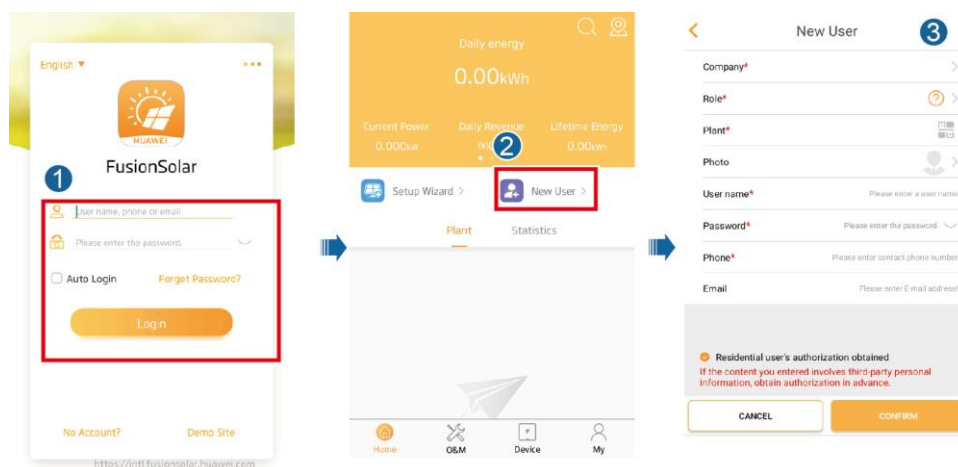 English
HUAWEI
FusionSolar
1
User name, phone or email
Please enter the password.
Auto Login Forgot Password?
Login
No Account? Demo Site
https://intl.fusionsolar.huawei.com
Daily energy
0.00kWh
Current Power Daily Revenue Lifetime Energy
0.000kw 0.00kWh
2
Setup Wizard > New User >
Plant Statistics
Home O&M Device My
New User
3
Company*
Role*
Plant*
Photo
User name* Please enter a user name
Password* Please enter the password.
Phone* Please enter contact phone number
Email Please enter E-mail address
Residential user's authorization obtained
If the content you entered involves third-party personal
information, obtain authorization in advance.
CANCEL CONFIRM